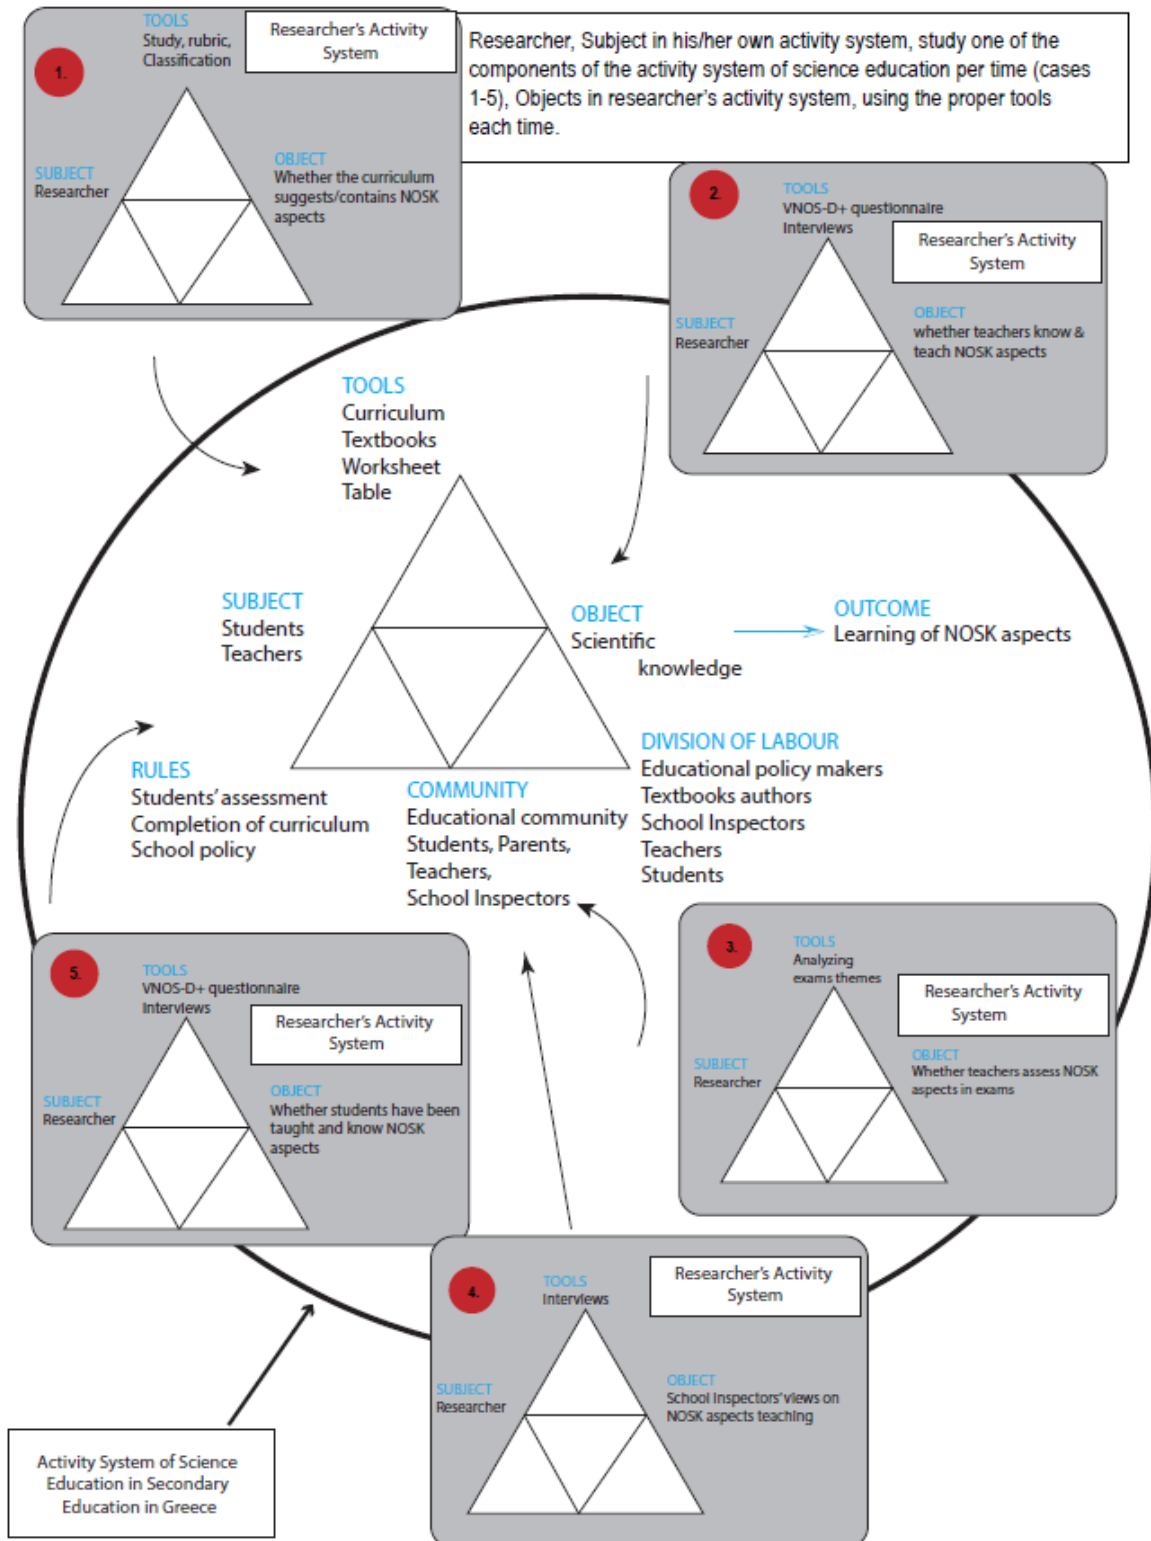 TOOLS
Study, rubric,
Classification
Researcher's Activity
System
1.
SUBJECT
Researcher
OBJECT
Whether the curriculum
suggests/contains NOSK
aspects
Researcher, Subject in his/her own activity system, study one of the
components of the activity system of science education per time (cases
1-5), Objects in researcher's activity system, using the proper tools
each time.
2.
TOOLS
VNOS-D+ questionnaire
Interviews
Researcher's Activity
System
SUBJECT
Researcher
OBJECT
whether teachers know &
teach NOSK aspects
TOOLS
Curriculum
Textbooks
Worksheet
Table
SUBJECT
Students
Teachers
OBJECT
Scientific
knowledge
OUTCOME
Learning of NOSK aspects
RULES
Students' assessment
Completion of curriculum
School policy
COMMUNITY
Educational community
Students, Parents,
Teachers,
School Inspectors
DIVISION OF LABOUR
Educational policy makers
Textbooks authors
School Inspectors
Teachers
Students
5.
TOOLS
VNOS-D+ questionnaire
Interviews
Researcher's Activity
System
SUBJECT
Researcher
OBJECT
Whether students have been
taught and know NOSK
aspects
3.
TOOLS
Analyzing
exams themes
Researcher's Activity
System
SUBJECT
Researcher
OBJECT
Whether teachers assess NOSK
aspects in exams
4.
TOOLS
Interviews
Researcher's Activity
System
SUBJECT
Researcher
OBJECT
School Inspectors' views on
NOSK aspects teaching
Activity System of Science
Education in Secondary
Education in Greece